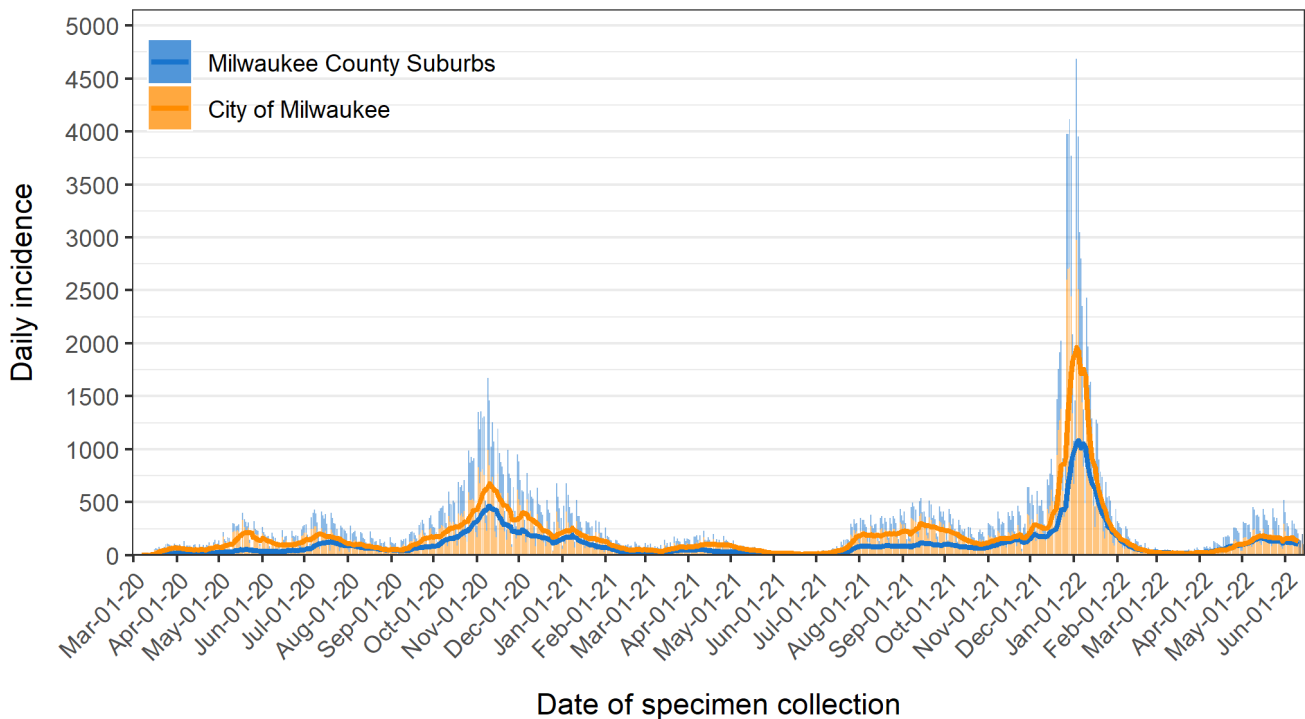 5000
4500
4000
3500
3000
2500
2000
1500
1000
500
0
Daily incidence
Milwaukee County Suburbs
City of Milwaukee
Mar-01-20
Apr-01-20
May-01-20
Jun-01-20
Jul-01-20
Aug-01-20
Sep-01-20
Oct-01-20
Nov-01-20
Dec-01-20
Jan-01-21
Feb-01-21
Mar-01-21
Apr-01-21
May-01-21
Jun-01-21
Jul-01-21
Aug-01-21
Sep-01-21
Oct-01-21
Nov-01-21
Dec-01-21
Jan-01-22
Feb-01-22
Mar-01-22
Apr-01-22
May-01-22
Jun-01-22
Date of specimen collection